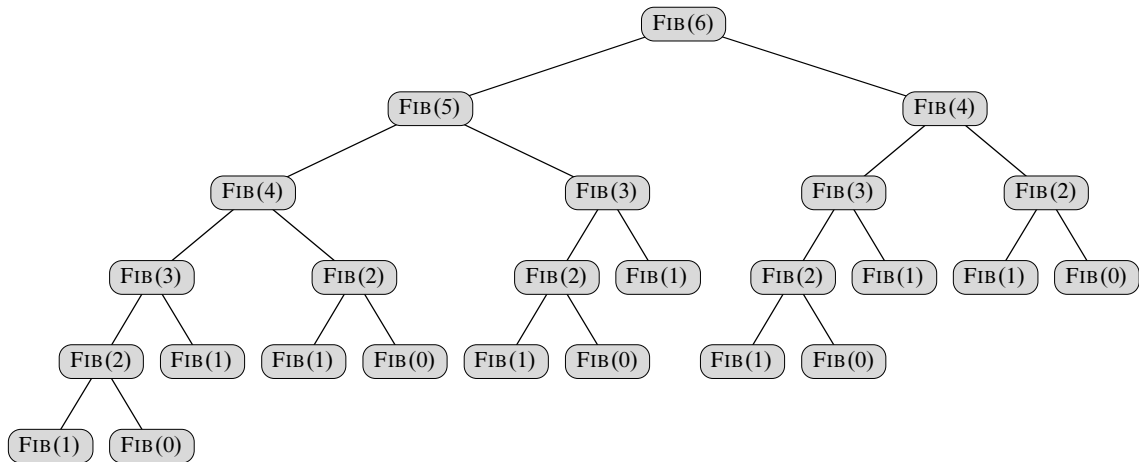 FIB(6)
FIB(5) FIB(4)
FIB(4) FIB(3) FIB(3) FIB(2)
FIB(3) FIB(2) FIB(2) FIB(1) FIB(2) FIB(1) FIB(1) FIB(0)
FIB(2) FIB(1) FIB(1) FIB(0) FIB(1) FIB(0) FIB(1) FIB(0)
FIB(1) FIB(0)